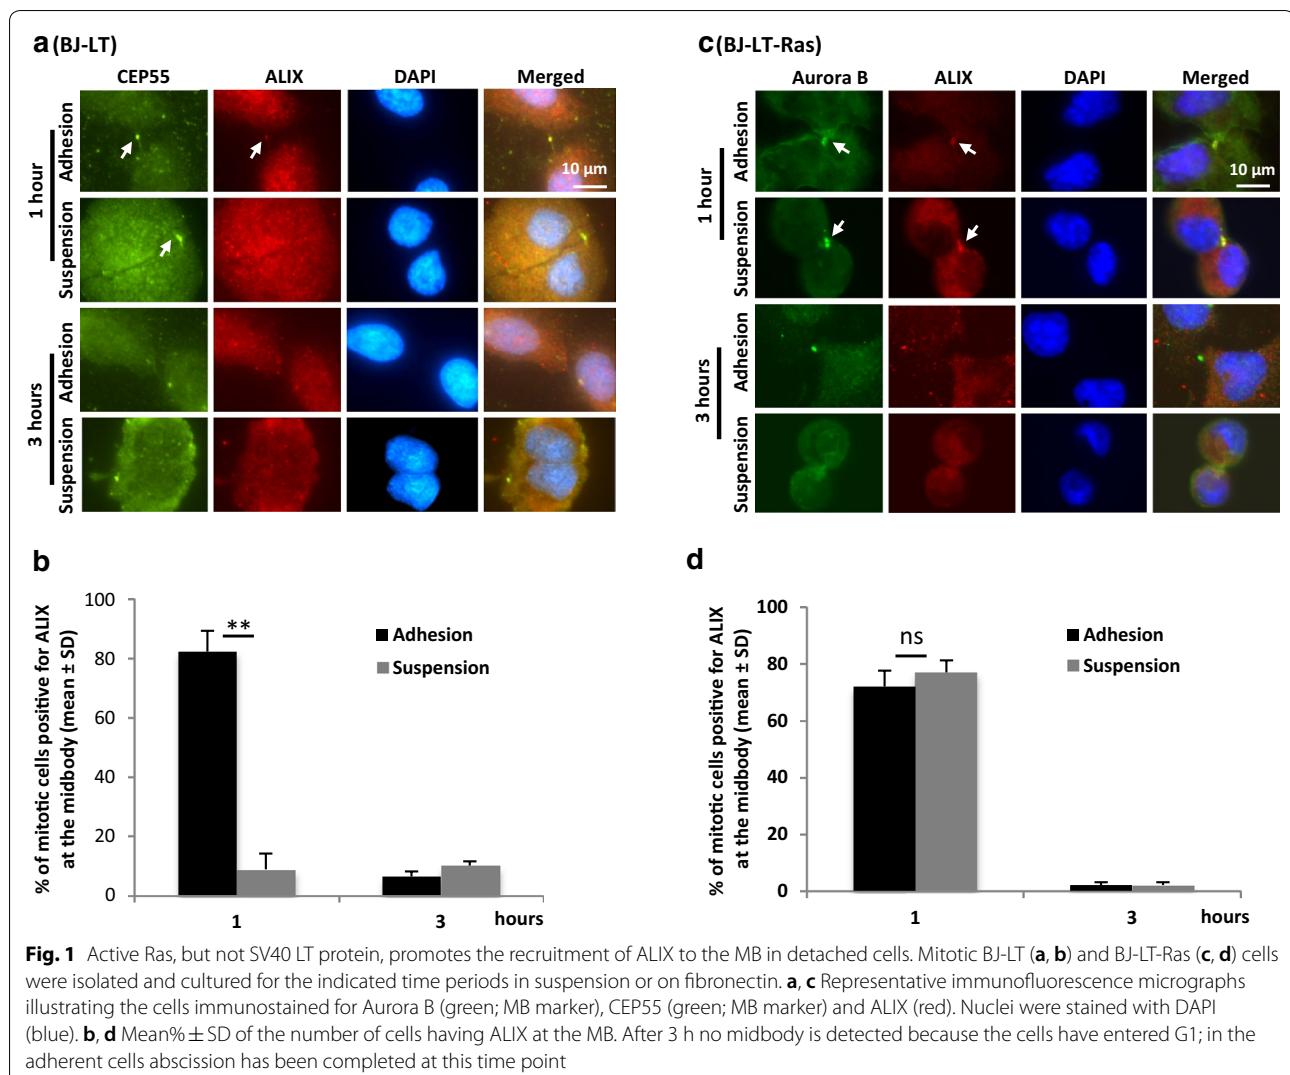 a (BJ-LT)
CEP55 ALIX DAPI Merged
1 hour
Adhesion
10 µm
Suspension
3 hours
Adhesion
Suspension
c (BJ-LT-Ras)
Aurora B ALIX DAPI Merged
1 hour
Adhesion
10 µm
Suspension
3 hours
Adhesion
Suspension
b
% of mitotic cells positive for ALIX
at the midbody (mean ± SD)
100
80
60
40
20
0
**
Adhesion
Suspension
1 3 hours
d
% of mitotic cells positive for ALIX
at the midbody (mean ± SD)
100
80
60
40
20
0
ns
Adhesion
Suspension
1 3 hours
Fig. 1 Active Ras, but not SV40 LT protein, promotes the recruitment of ALIX to the MB in detached cells. Mitotic BJ-LT (a, b) and BJ-LT-Ras (c, d) cells
were isolated and cultured for the indicated time periods in suspension or on fibronectin. a, c Representative immunofluorescence micrographs
illustrating the cells immunostained for Aurora B (green; MB marker), CEP55 (green; MB marker) and ALIX (red). Nuclei were stained with DAPI
(blue). b, d Mean% ± SD of the number of cells having ALIX at the MB. After 3 h no midbody is detected because the cells have entered G1; in the
adherent cells abscission has been completed at this time point